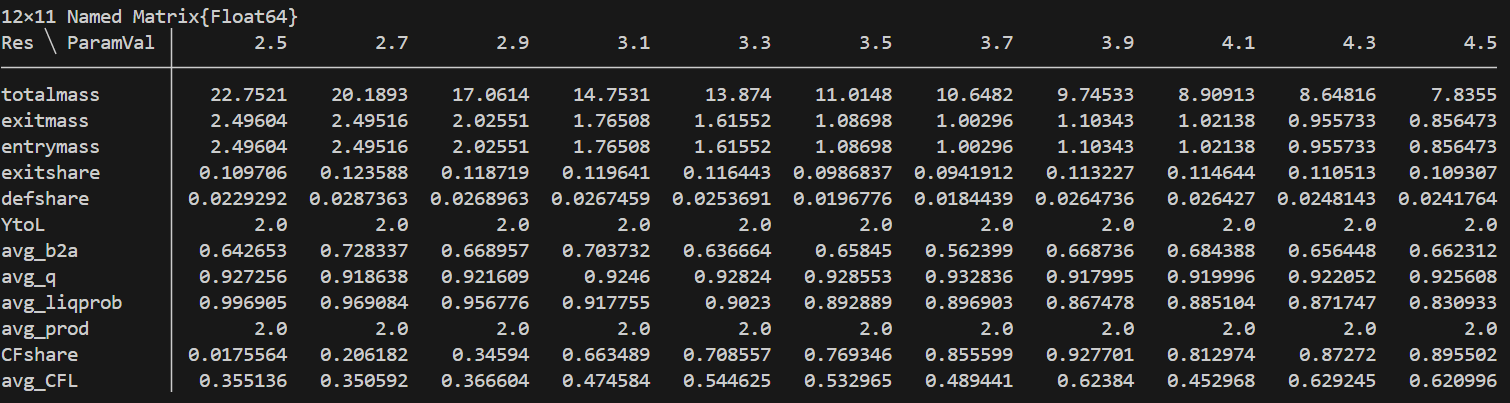 12×11 Named Matrix{Float64}
Res ╲ ParamVal │ 2.5 2.7 2.9 3.1 3.3 3.5 3.7 3.9 4.1 4.3 4.5
totalmass │ 22.7521 20.1893 17.0614 14.7531 13.874 11.0148 10.6482 9.74533 8.90913 8.64816 7.8355
exitmass │ 2.49604 2.49516 2.02551 1.76508 1.61552 1.08698 1.00296 1.10343 1.02138 0.955733 0.856473
entrymass │ 2.49604 2.49516 2.02551 1.76508 1.61552 1.08698 1.00296 1.10343 1.02138 0.955733 0.856473
exitshare │ 0.109706 0.123588 0.118719 0.119641 0.116443 0.0986837 0.0941912 0.113227 0.114644 0.110513 0.109307
defshare │ 0.0229292 0.0287363 0.0268963 0.0267459 0.0253691 0.0196776 0.0184439 0.0264736 0.026427 0.0248143 0.0241764
YtoL │ 2.0 2.0 2.0 2.0 2.0 2.0 2.0 2.0 2.0 2.0 2.0
avg_b2a │ 0.642653 0.728337 0.668957 0.703732 0.636664 0.65845 0.562399 0.668736 0.684388 0.656448 0.662312
avg_q │ 0.927256 0.918638 0.921609 0.9246 0.92824 0.928553 0.932836 0.917995 0.919996 0.922052 0.925608
avg_liqprob │ 0.996905 0.969084 0.956776 0.917755 0.9023 0.892889 0.896903 0.867478 0.885104 0.871747 0.830933
avg_prod │ 2.0 2.0 2.0 2.0 2.0 2.0 2.0 2.0 2.0 2.0 2.0
CFshare │ 0.0175564 0.206182 0.34594 0.663489 0.708557 0.769346 0.855599 0.927701 0.812974 0.87272 0.895502
avg_CFL │ 0.355136 0.350592 0.366604 0.474584 0.544625 0.532965 0.489441 0.62384 0.452968 0.629245 0.620996